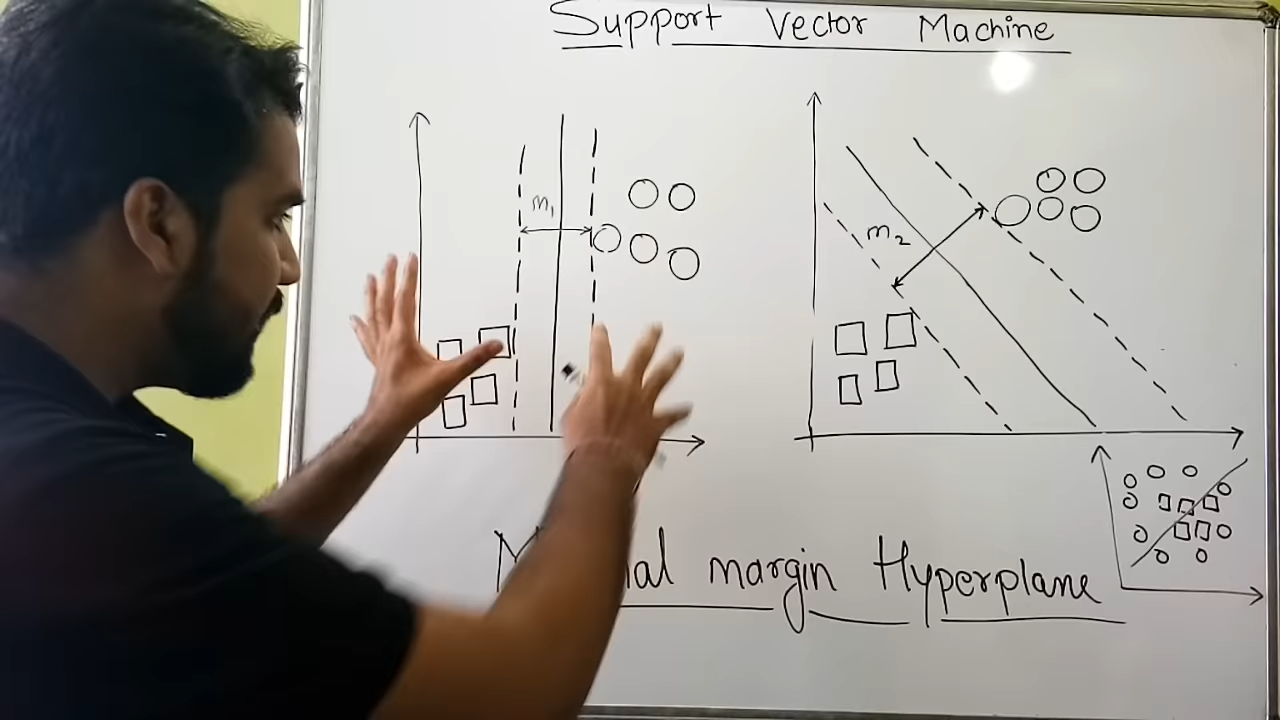 Support Vector Machine
m₁
m₂
margin Hyperplane